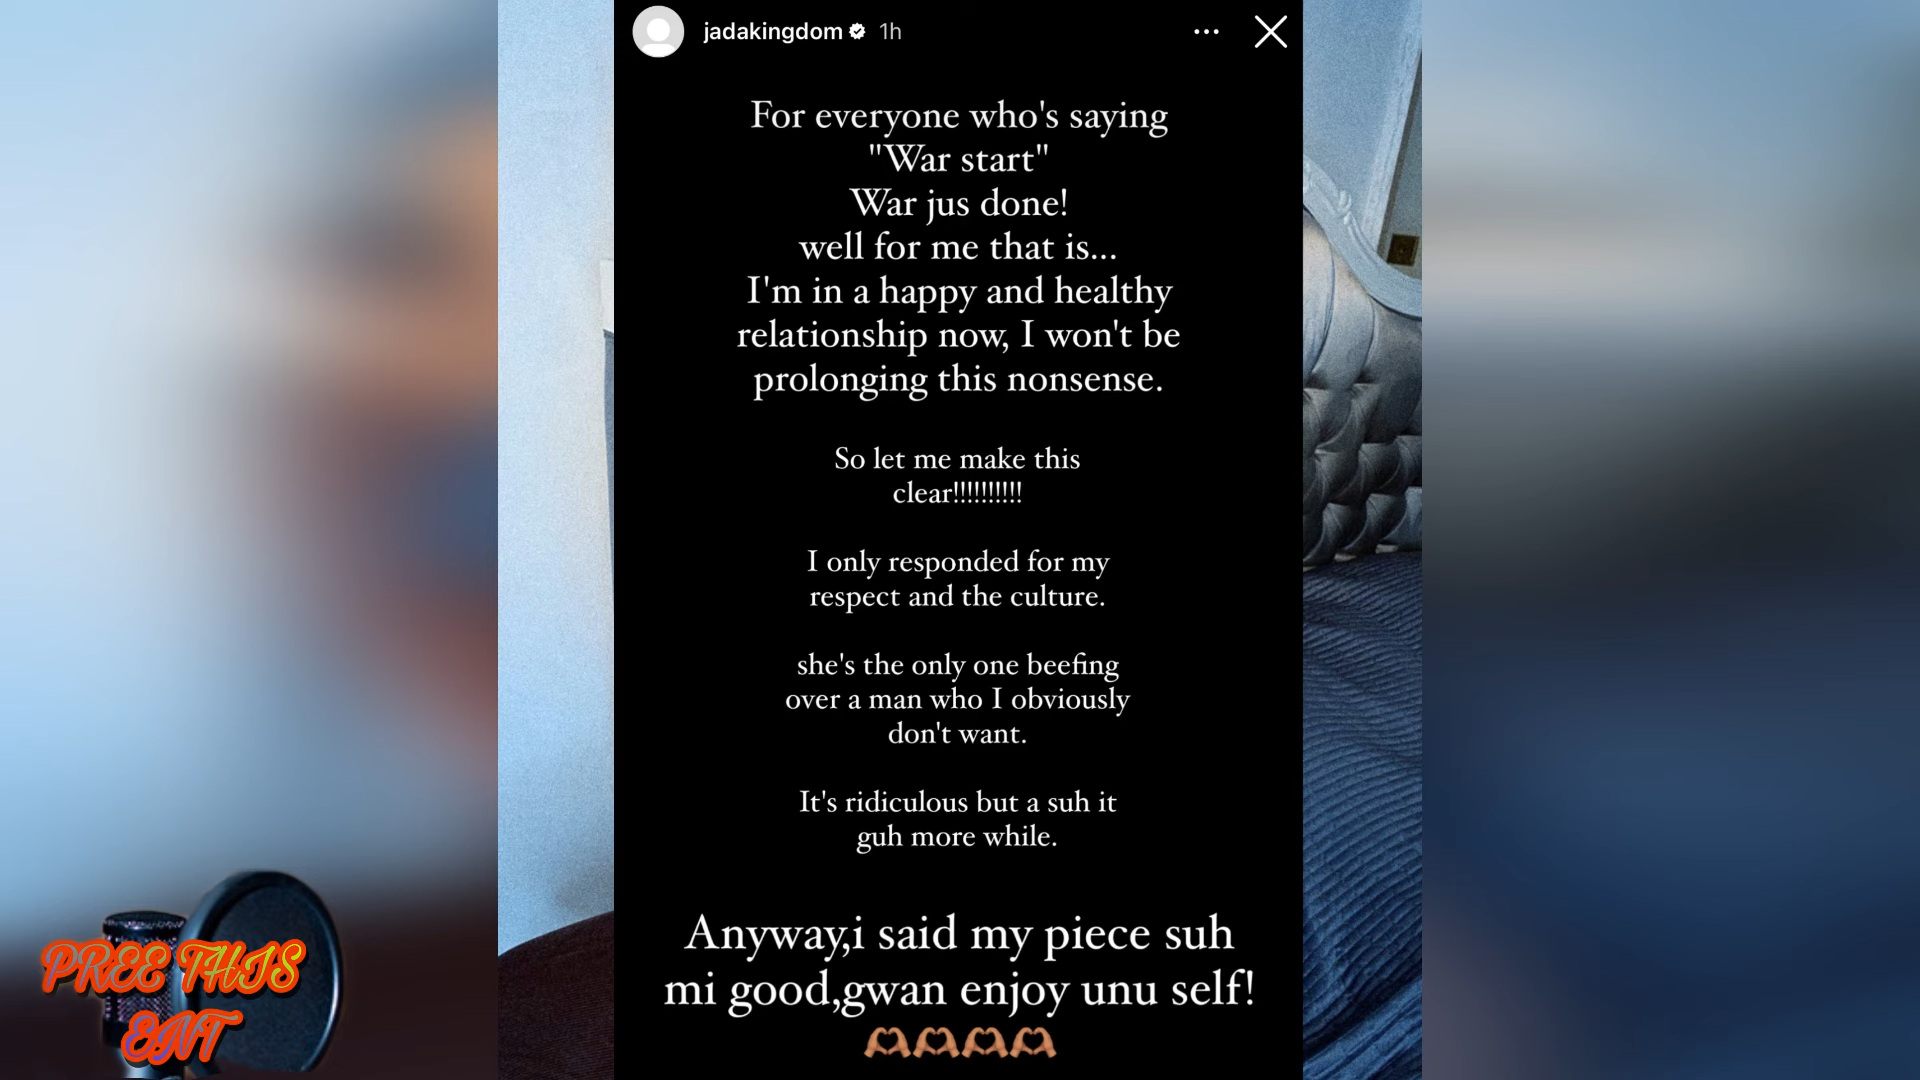 jadakingdom 1h
For everyone who's saying
"War start"
War jus done!
well for me that is...
I'm in a happy and healthy
relationship now, I won't be
prolonging this nonsense.
So let me make this
clear!!!!!!!!!!
I only responded for my
respect and the culture.
she's the only one beefing
over a man who I obviously
don't want.
It's ridiculous but a suh it
guh more while.
Anyway,i said my piece suh
mi good,gwan enjoy unu self!
🫶🏽🫶🏽🫶🏽🫶🏽
PREE THIS
ENT